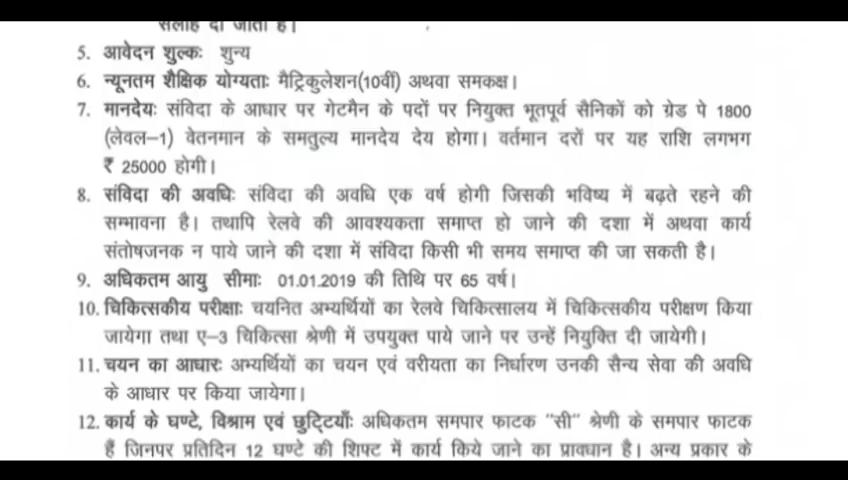 सलाह दी जाती है।
5. आवेदन शुल्कः शून्य
6. न्यूनतम शैक्षिक योग्यताः मैट्रिकुलेशन(10वीं) अथवा समकक्ष।
7. मानदेयः संविदा के आधार पर गेटमैन के पदों पर नियुक्त भूतपूर्व सैनिकों को ग्रेड पे 1800
(लेवल–1) वेतनमान के समतुल्य मानदेय देय होगा। वर्तमान दरों पर यह राशि लगभग
₹ 25000 होगी।
8. संविदा की अवधिः संविदा की अवधि एक वर्ष होगी जिसकी भविष्य में बढ़ते रहने की
सम्भावना है। तथापि रेलवे की आवश्यकता समाप्त हो जाने की दशा में अथवा कार्य
संतोषजनक न पाये जाने की दशा में संविदा किसी भी समय समाप्त की जा सकती है।
9. अधिकतम आयु सीमाः 01.01.2019 की तिथि पर 65 वर्ष।
10. चिकित्सकीय परीक्षाः चयनित अभ्यर्थियों का रेलवे चिकित्सालय में चिकित्सकीय परीक्षण किया
जायेगा तथा ए–3 चिकित्सा श्रेणी में उपयुक्त पाये जाने पर उन्हें नियुक्ति दी जायेगी।
11. चयन का आधारः अभ्यर्थियों का चयन एवं वरीयता का निर्धारण उनकी सैन्य सेवा की अवधि
के आधार पर किया जायेगा।
12. कार्य के घण्टे, विश्राम एवं छुट्टियाँः अधिकतम समपार फाटक "सी" श्रेणी के समपार फाटक
हैं जिनपर प्रतिदिन 12 घण्टे की शिफ्ट में कार्य किये जाने का प्रावधान है। अन्य प्रकार के